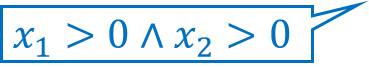 x₁ > 0 ∧ x₂ > 0